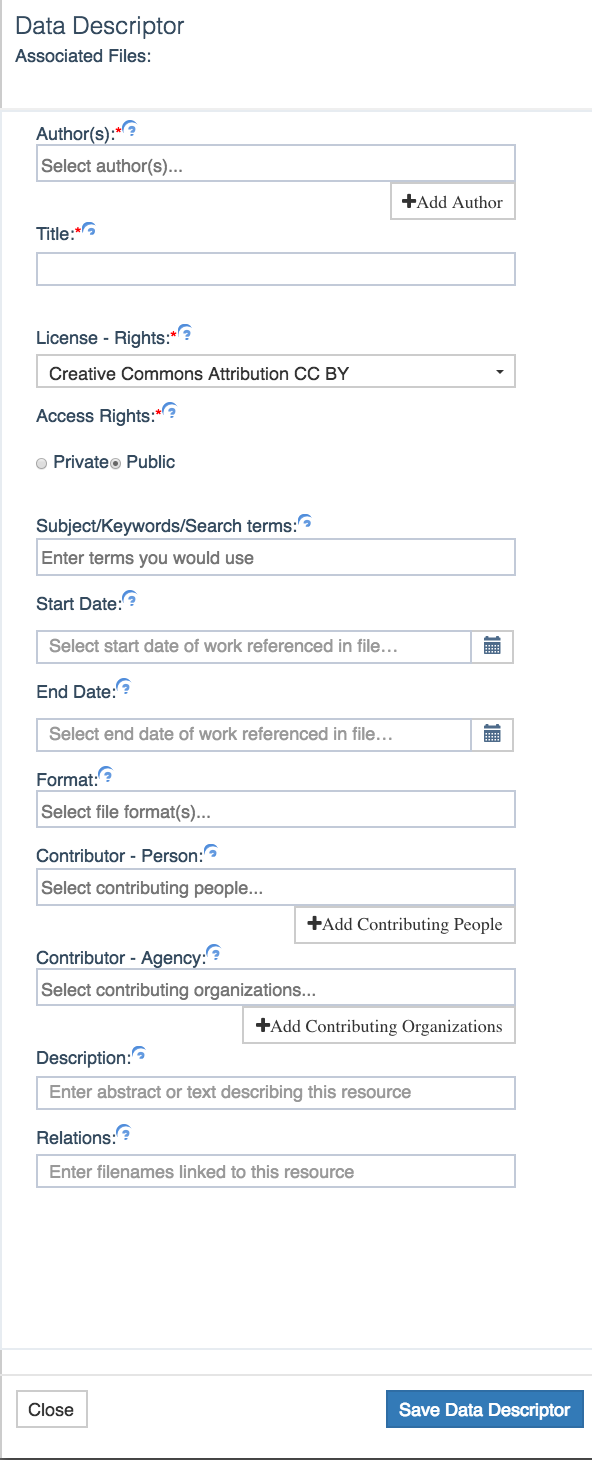 Data Descriptor
Associated Files:
Author(s):*?
Select author(s)...
+Add Author
Title:*?
License - Rights:*?
Creative Commons Attribution CC BY
Access Rights:*?
Private Public
Subject/Keywords/Search terms:?
Enter terms you would use
Start Date:?
Select start date of work referenced in file...
End Date:?
Select end date of work referenced in file...
Format:?
Select file format(s)...
Contributor - Person:?
Select contributing people...
+Add Contributing People
Contributor - Agency:?
Select contributing organizations...
+Add Contributing Organizations
Description:?
Enter abstract or text describing this resource
Relations:?
Enter filenames linked to this resource
Close Save Data Descriptor